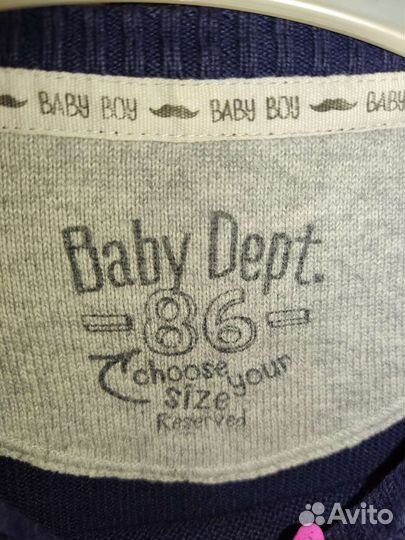 BABY BOY BABY BOY BABY
Baby Dept.
-86-
choose your
size
Reserved
Avito